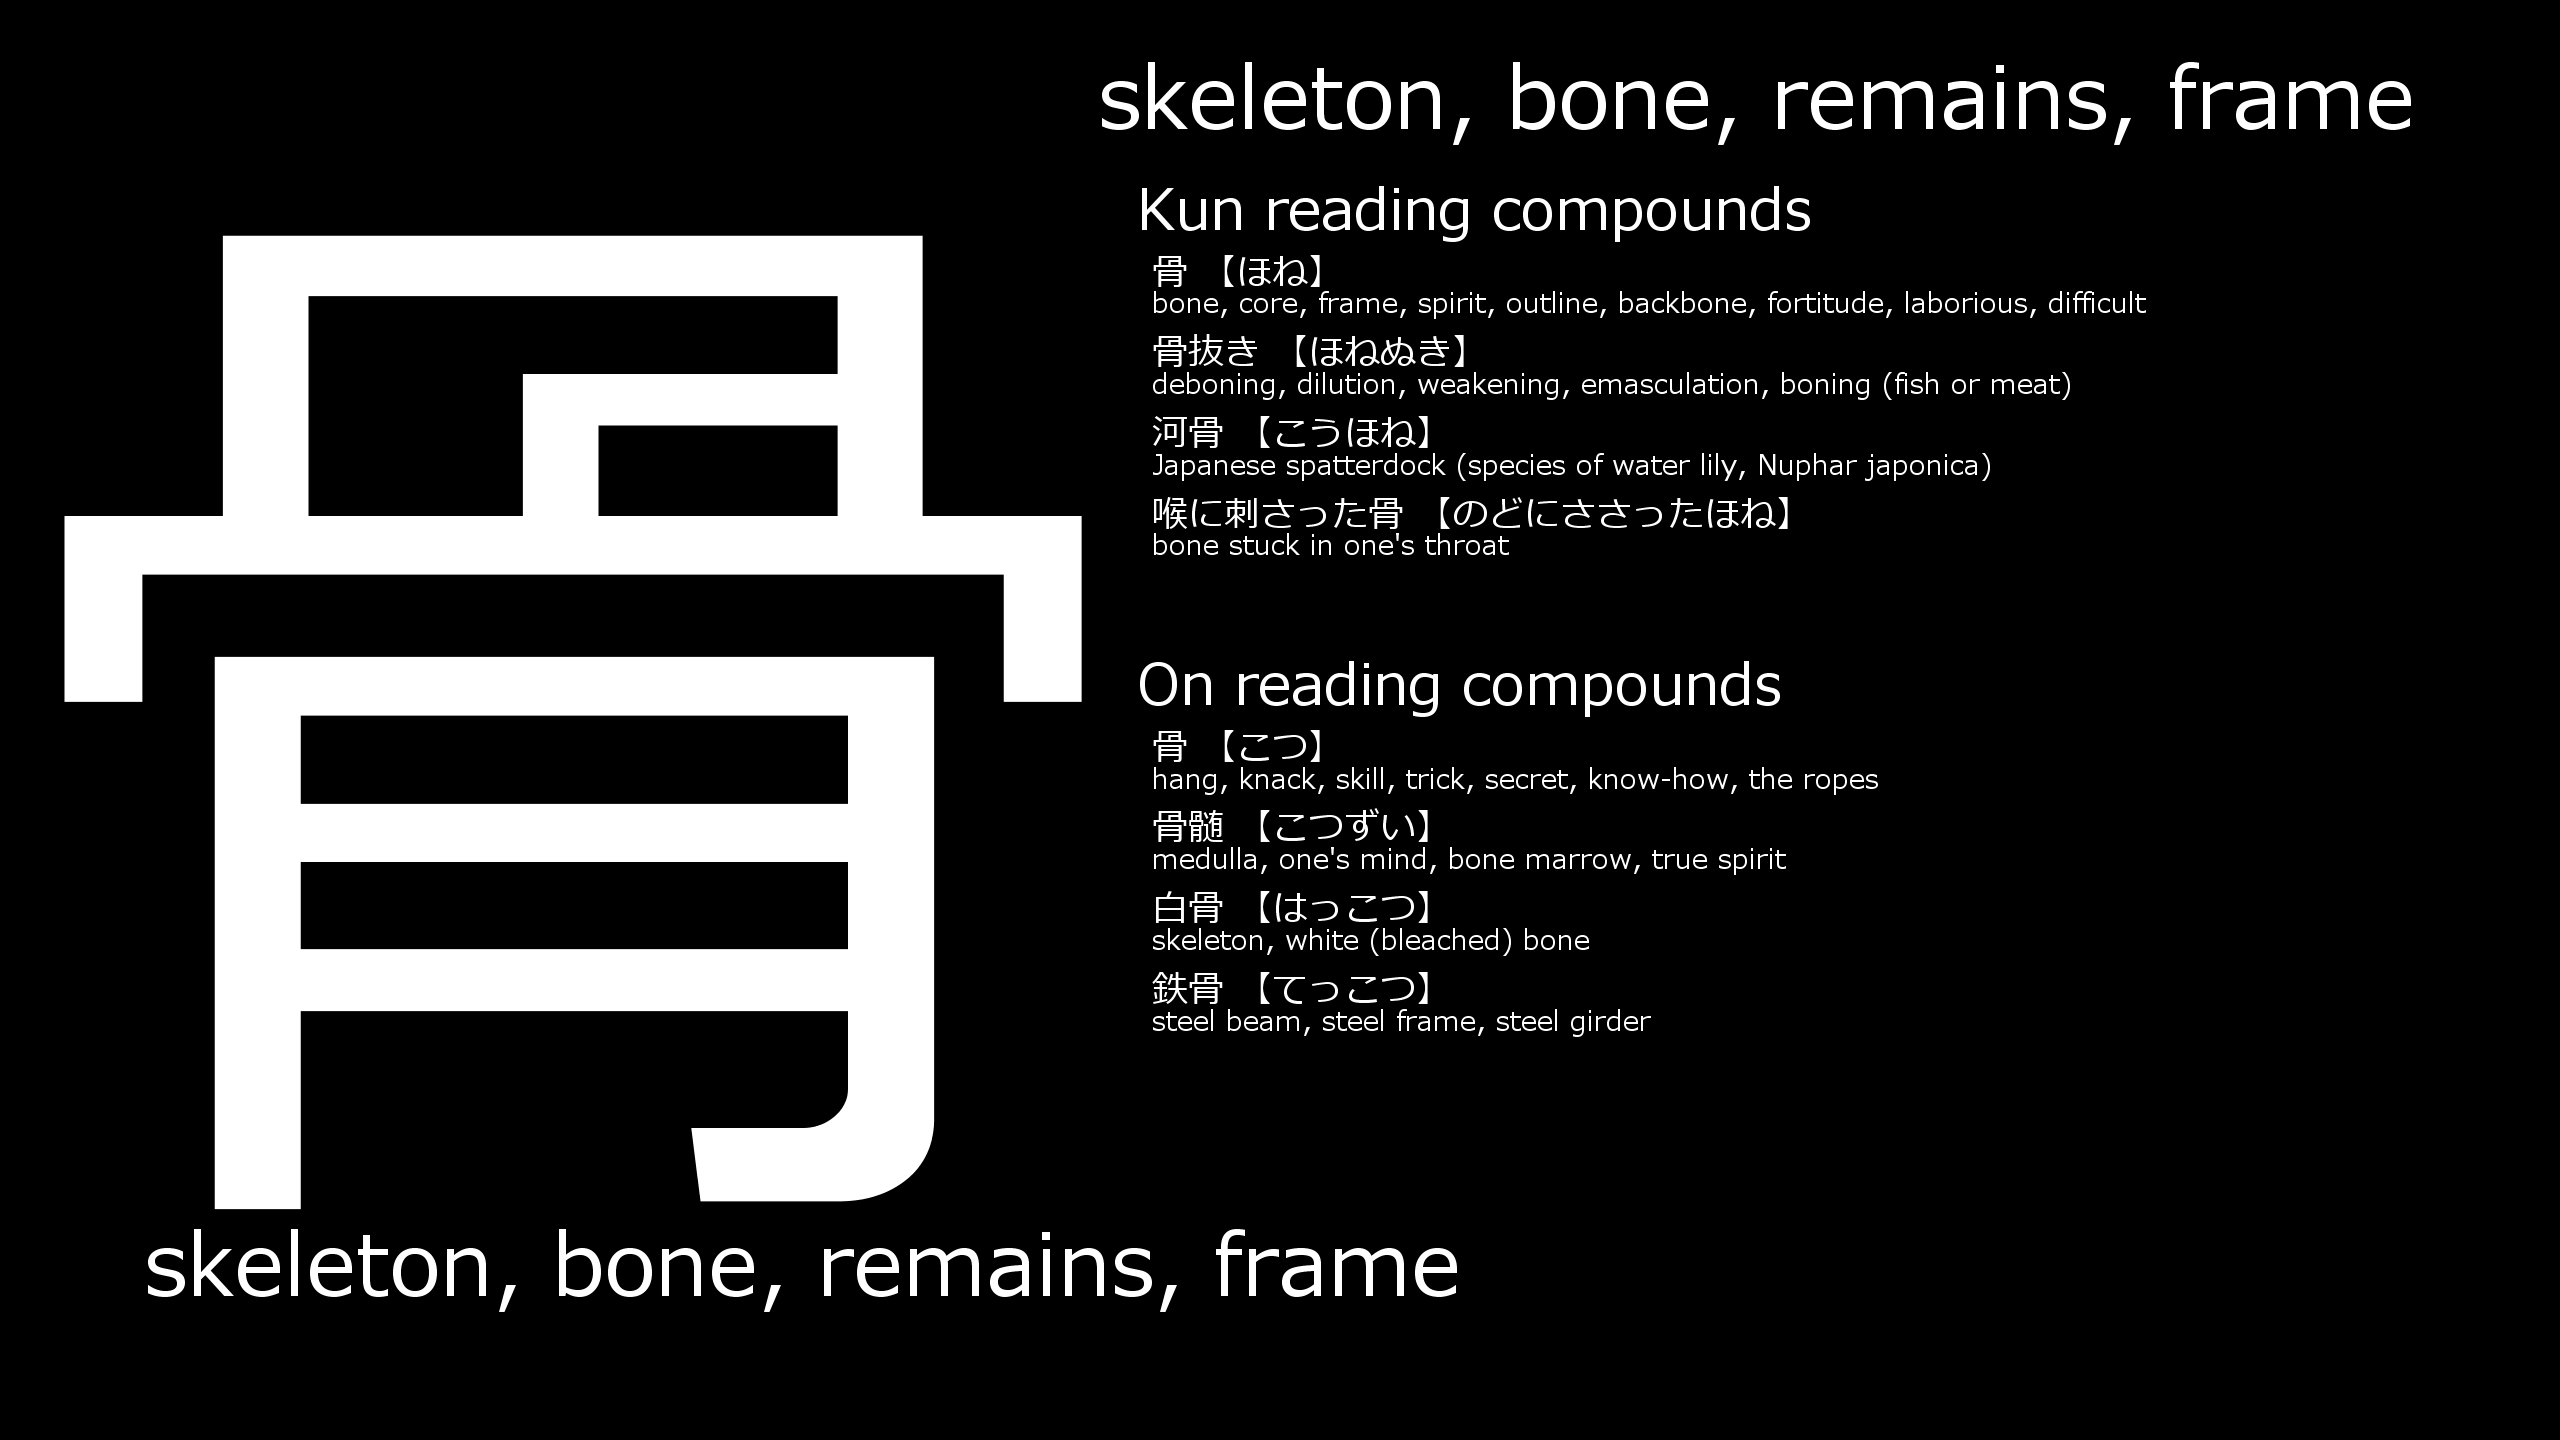 骨
skeleton, bone, remains, frame
skeleton, bone, remains, frame
Kun reading compounds
骨 【ほね】
bone, core, frame, spirit, outline, backbone, fortitude, laborious, difficult
骨抜き 【ほねぬき】
deboning, dilution, weakening, emasculation, boning (fish or meat)
河骨 【こうほね】
Japanese spatterdock (species of water lily, Nuphar japonica)
喉に刺さった骨 【のどにささったほね】
bone stuck in one's throat
On reading compounds
骨 【こつ】
hang, knack, skill, trick, secret, know-how, the ropes
骨髄 【こつずい】
medulla, one's mind, bone marrow, true spirit
白骨 【はっこつ】
skeleton, white (bleached) bone
鉄骨 【てっこつ】
steel beam, steel frame, steel girder